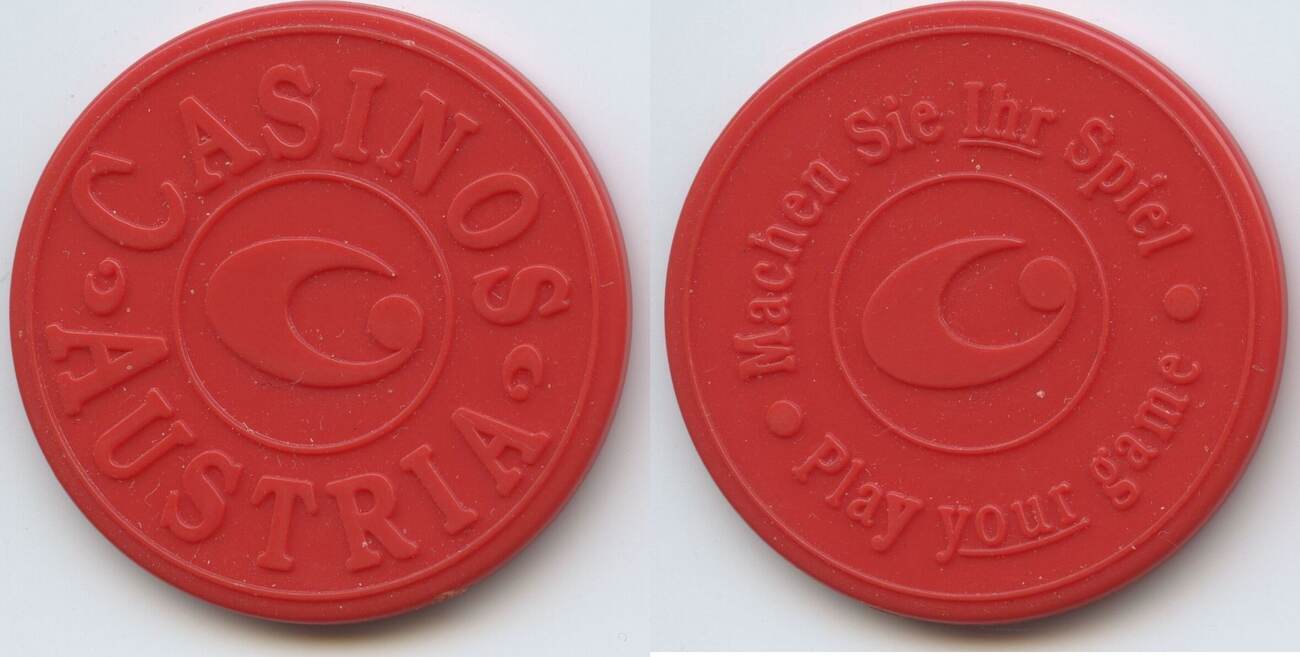 CASINOS
AUSTRIA
Machen Sie Ihr Spiel
Play your game